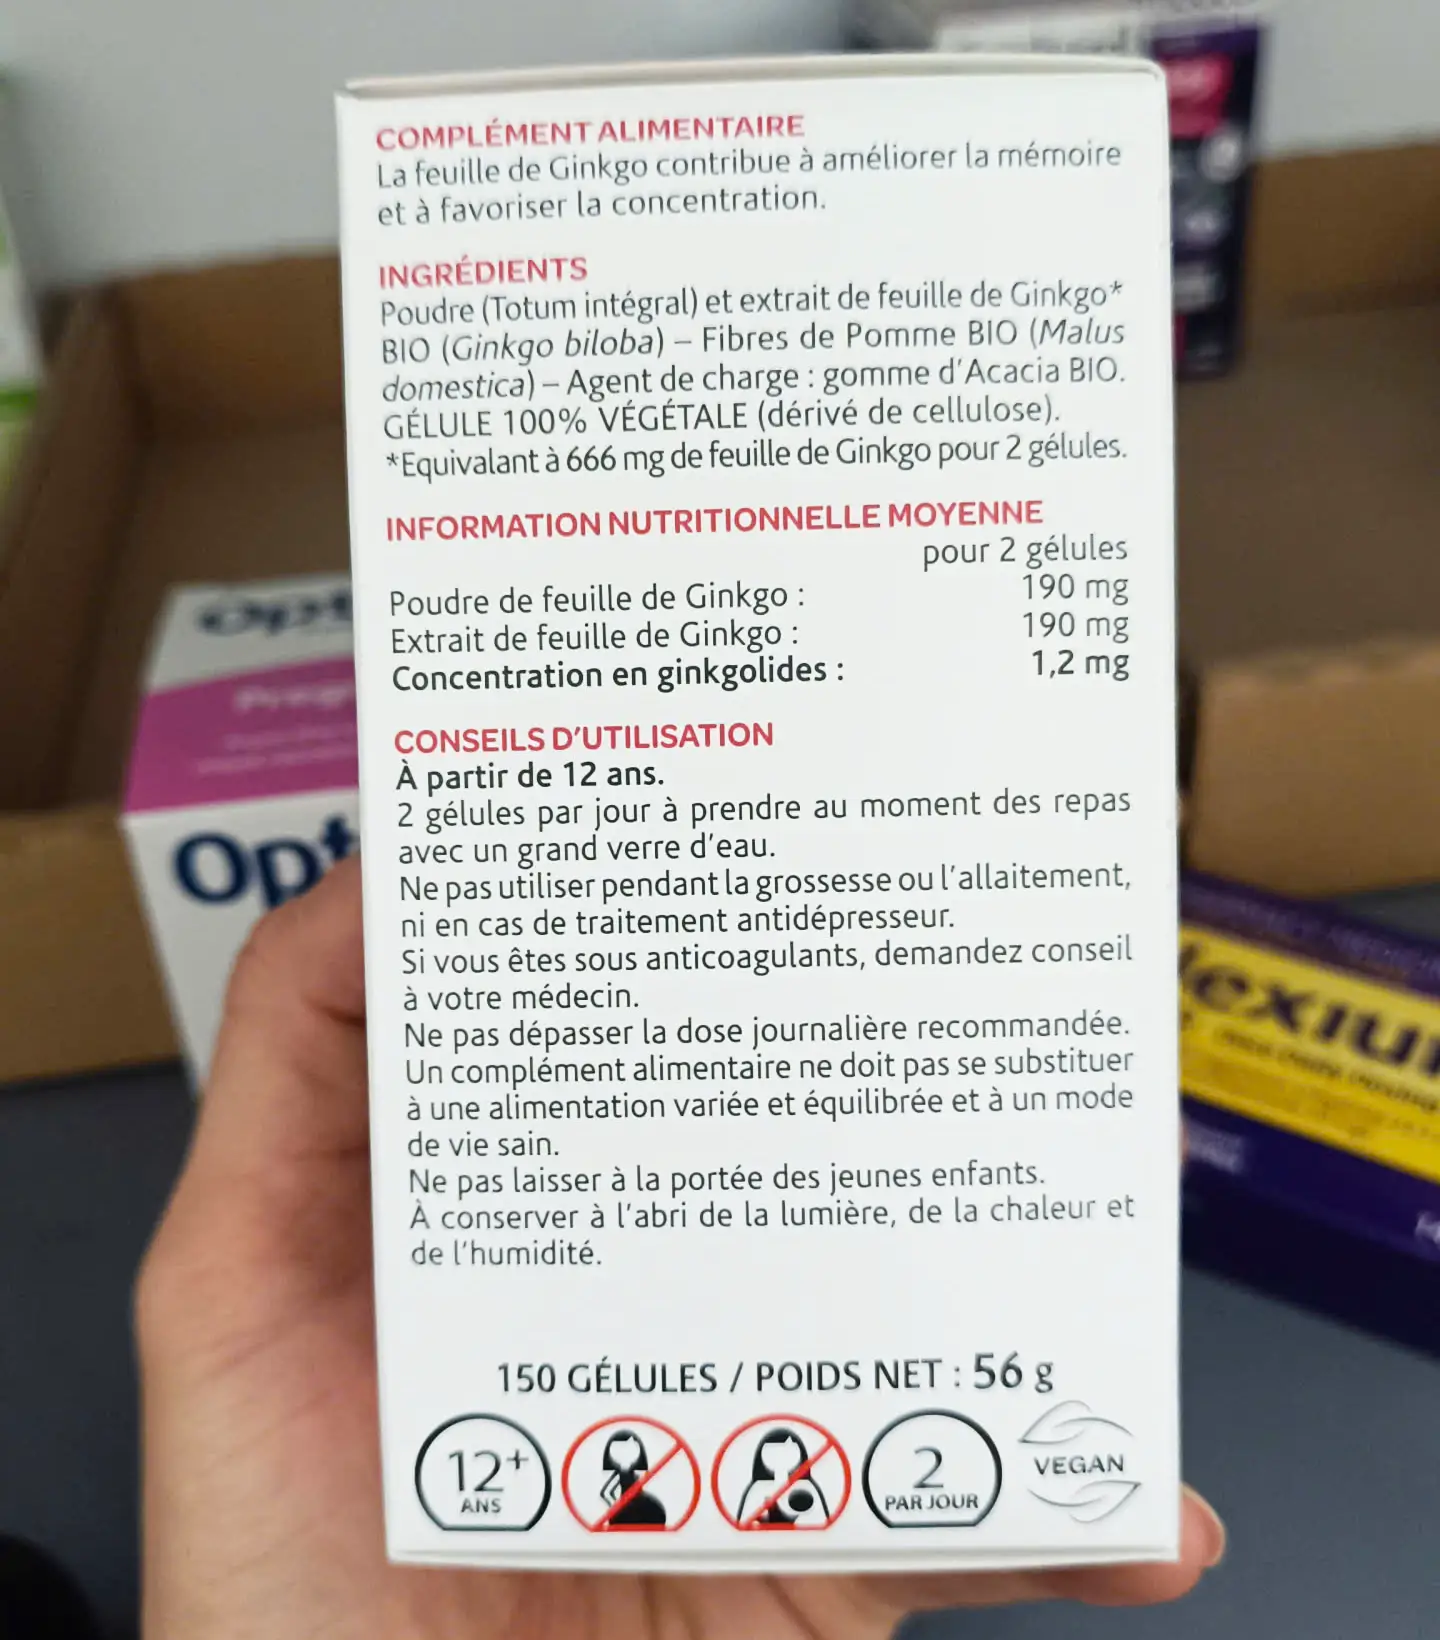 COMPLÉMENT ALIMENTAIRE
La feuille de Ginkgo contribue à améliorer la mémoire
et à favoriser la concentration.
INGRÉDIENTS
Poudre (Totum intégral) et extrait de feuille de Ginkgo*
BIO (Ginkgo biloba) – Fibres de Pomme BIO (Malus
domestica) – Agent de charge : gomme d'Acacia BIO.
GÉLULE 100% VÉGÉTALE (dérivé de cellulose).
*Equivalant à 666 mg de feuille de Ginkgo pour 2 gélules.
INFORMATION NUTRITIONNELLE MOYENNE
pour 2 gélules
Poudre de feuille de Ginkgo : 190 mg
Extrait de feuille de Ginkgo : 190 mg
Concentration en ginkgolides : 1,2 mg
CONSEILS D'UTILISATION
À partir de 12 ans.
2 gélules par jour à prendre au moment des repas
avec un grand verre d'eau.
Ne pas utiliser pendant la grossesse ou l'allaitement,
ni en cas de traitement antidépresseur.
Si vous êtes sous anticoagulants, demandez conseil
à votre médecin.
Ne pas dépasser la dose journalière recommandée.
Un complément alimentaire ne doit pas se substituer
à une alimentation variée et équilibrée et à un mode
de vie sain.
Ne pas laisser à la portée des jeunes enfants.
À conserver à l'abri de la lumière, de la chaleur et
de l'humidité.
150 GÉLULES / POIDS NET : 56 g
12+
ANS
2
PAR JOUR
VEGAN
Opt
Opt
exiu